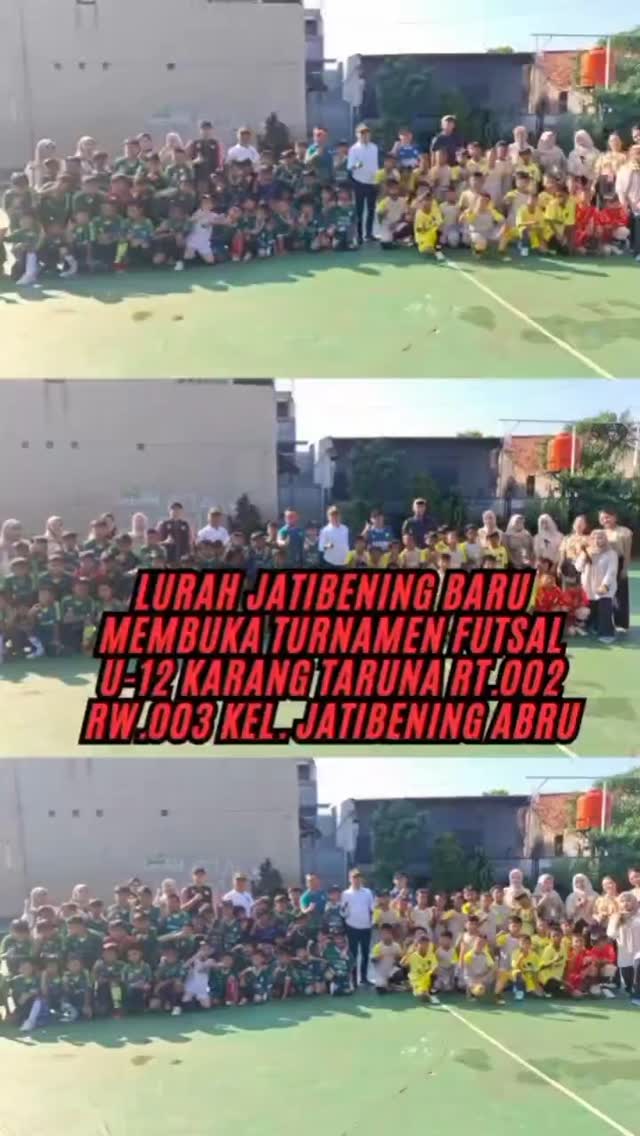 LURAH JATIBENING BARU
MEMBUKA TURNAMEN FUTSAL
U-12 KARANG TARUNA RT.002
RW.003 KEL. JATIBENING ABRU